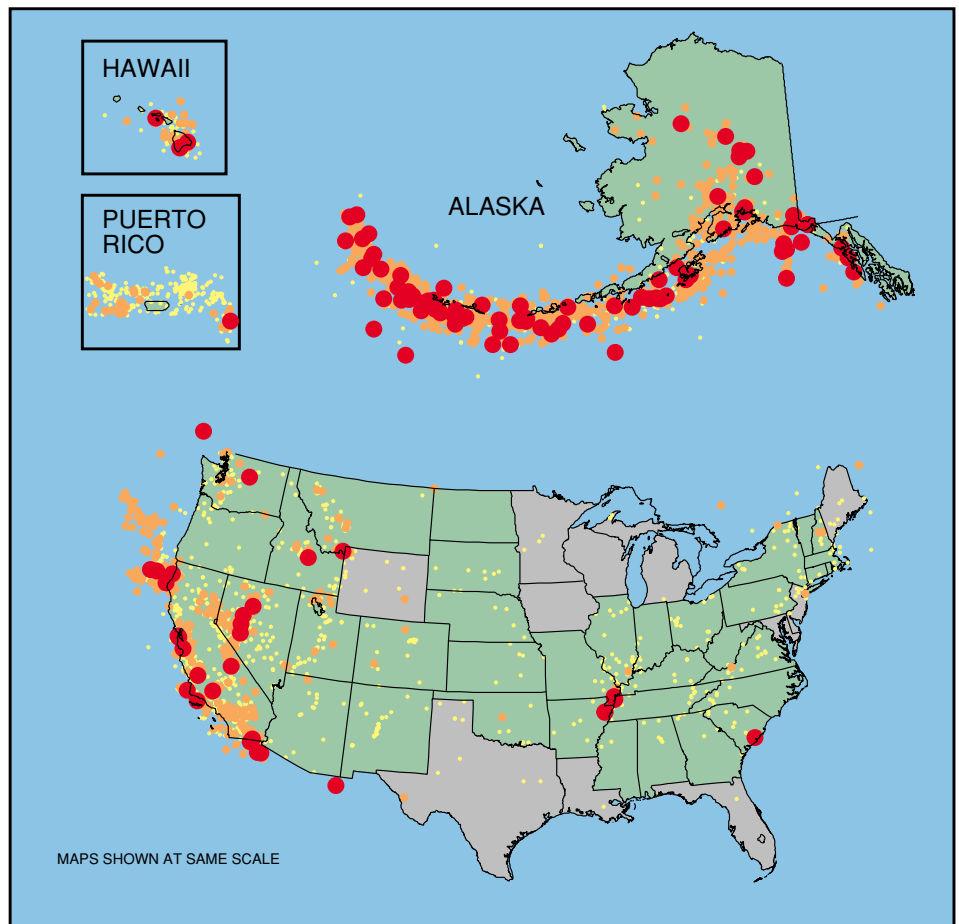 HAWAII
PUERTO
RICO
ALASKA
MAPS SHOWN AT SAME SCALE